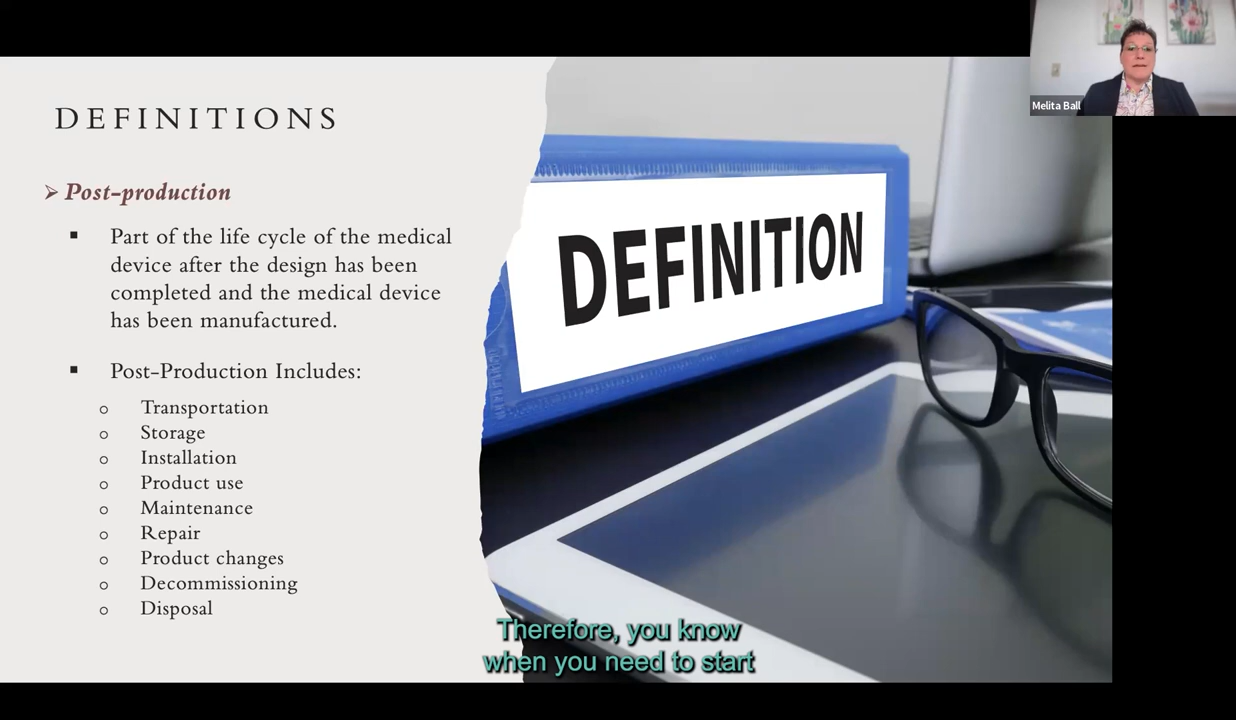 Melita Ball
DEFINITIONS
➢ Post-production
▪ Part of the life cycle of the medical
device after the design has been
completed and the medical device
has been manufactured.
▪ Post-Production Includes:
o Transportation
o Storage
o Installation
o Product use
o Maintenance
o Repair
o Product changes
o Decommissioning
o Disposal
DEFINITION
Therefore, you know
when you need to start